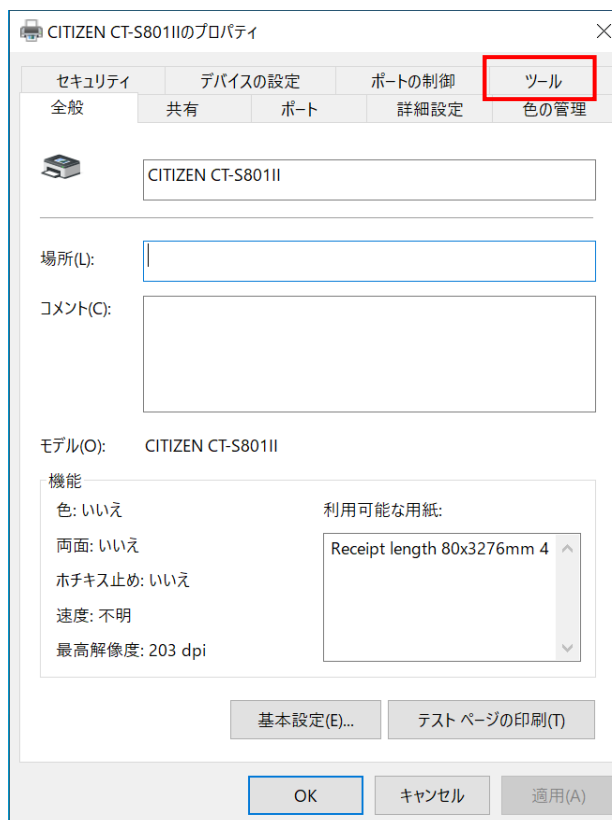 CITIZEN CT-S801IIのプロパティ
セキュリティ デバイスの設定 ポートの制御 ツール
全般 共有 ポート 詳細設定 色の管理
CITIZEN CT-S801II
場所(L):
コメント(C):
モデル(O): CITIZEN CT-S801II
機能
色: いいえ
両面: いいえ
ホチキス止め: いいえ
速度: 不明
最高解像度: 203 dpi
利用可能な用紙:
Receipt length 80x3276mm 4
基本設定(E)... テスト ページの印刷(T)
OK キャンセル 適用(A)